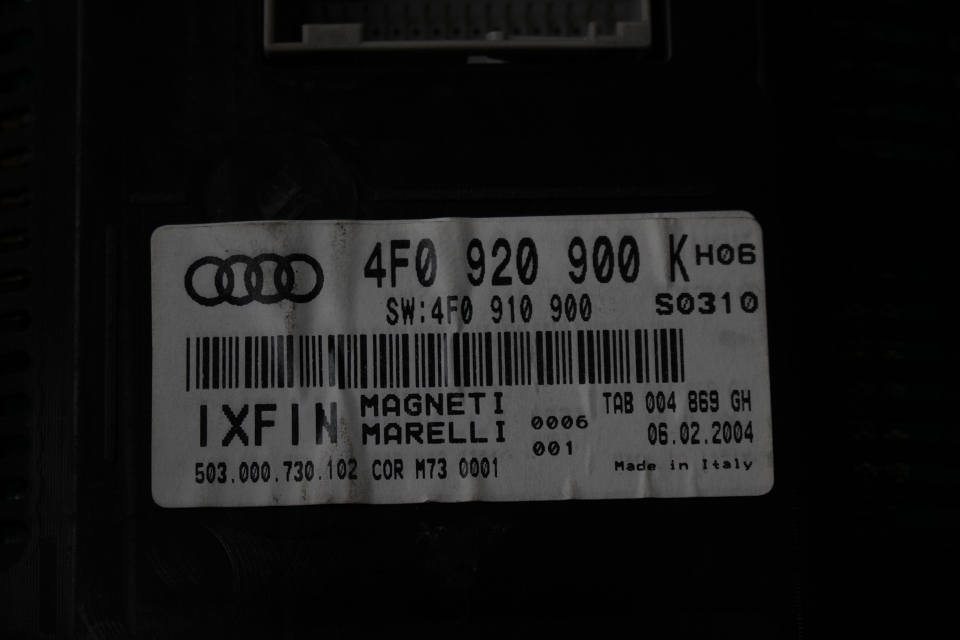 4F0 920 900 K H06
SW:4F0 910 900 S0310
IXFIN MAGNETI MARELLI
0006
001
TAB 004 869 GH
06.02.2004
503.000.730.102 COR M73 0001
Made in Italy